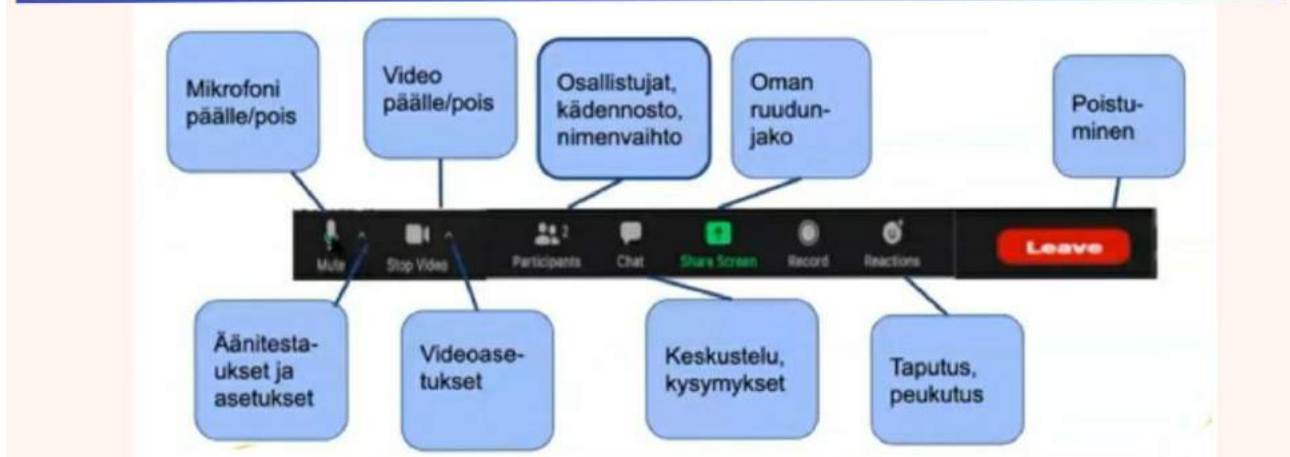 Mikrofoni
päälle/pois
Video
päälle/pois
Osallistujat,
kädennosto,
nimenvaihto
Oman
ruudun-
jako
Poistu-
minen
Mute
Stop Video
2
Participants
Chat
Share Screen
Record
Reactions
Leave
Äänitesta-
ukset ja
asetukset
Videoase-
tukset
Keskustelu,
kysymykset
Taputus,
peukutus